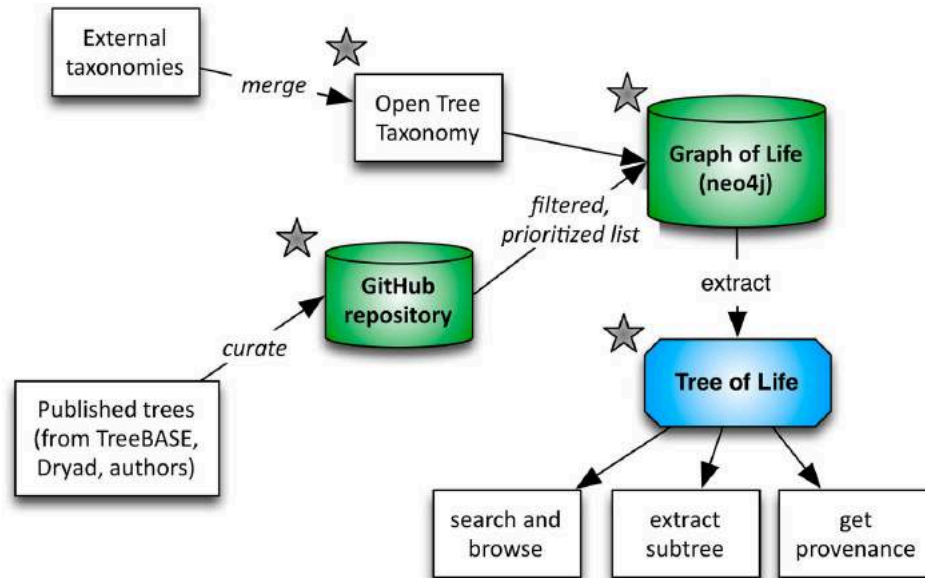 External
taxonomies
merge
Open Tree
Taxonomy
Graph of Life
(neo4j)
filtered,
prioritized list
GitHub
repository
curate
Published trees
(from TreeBASE,
Dryad, authors)
extract
Tree of Life
search and
browse
extract
subtree
get
provenance